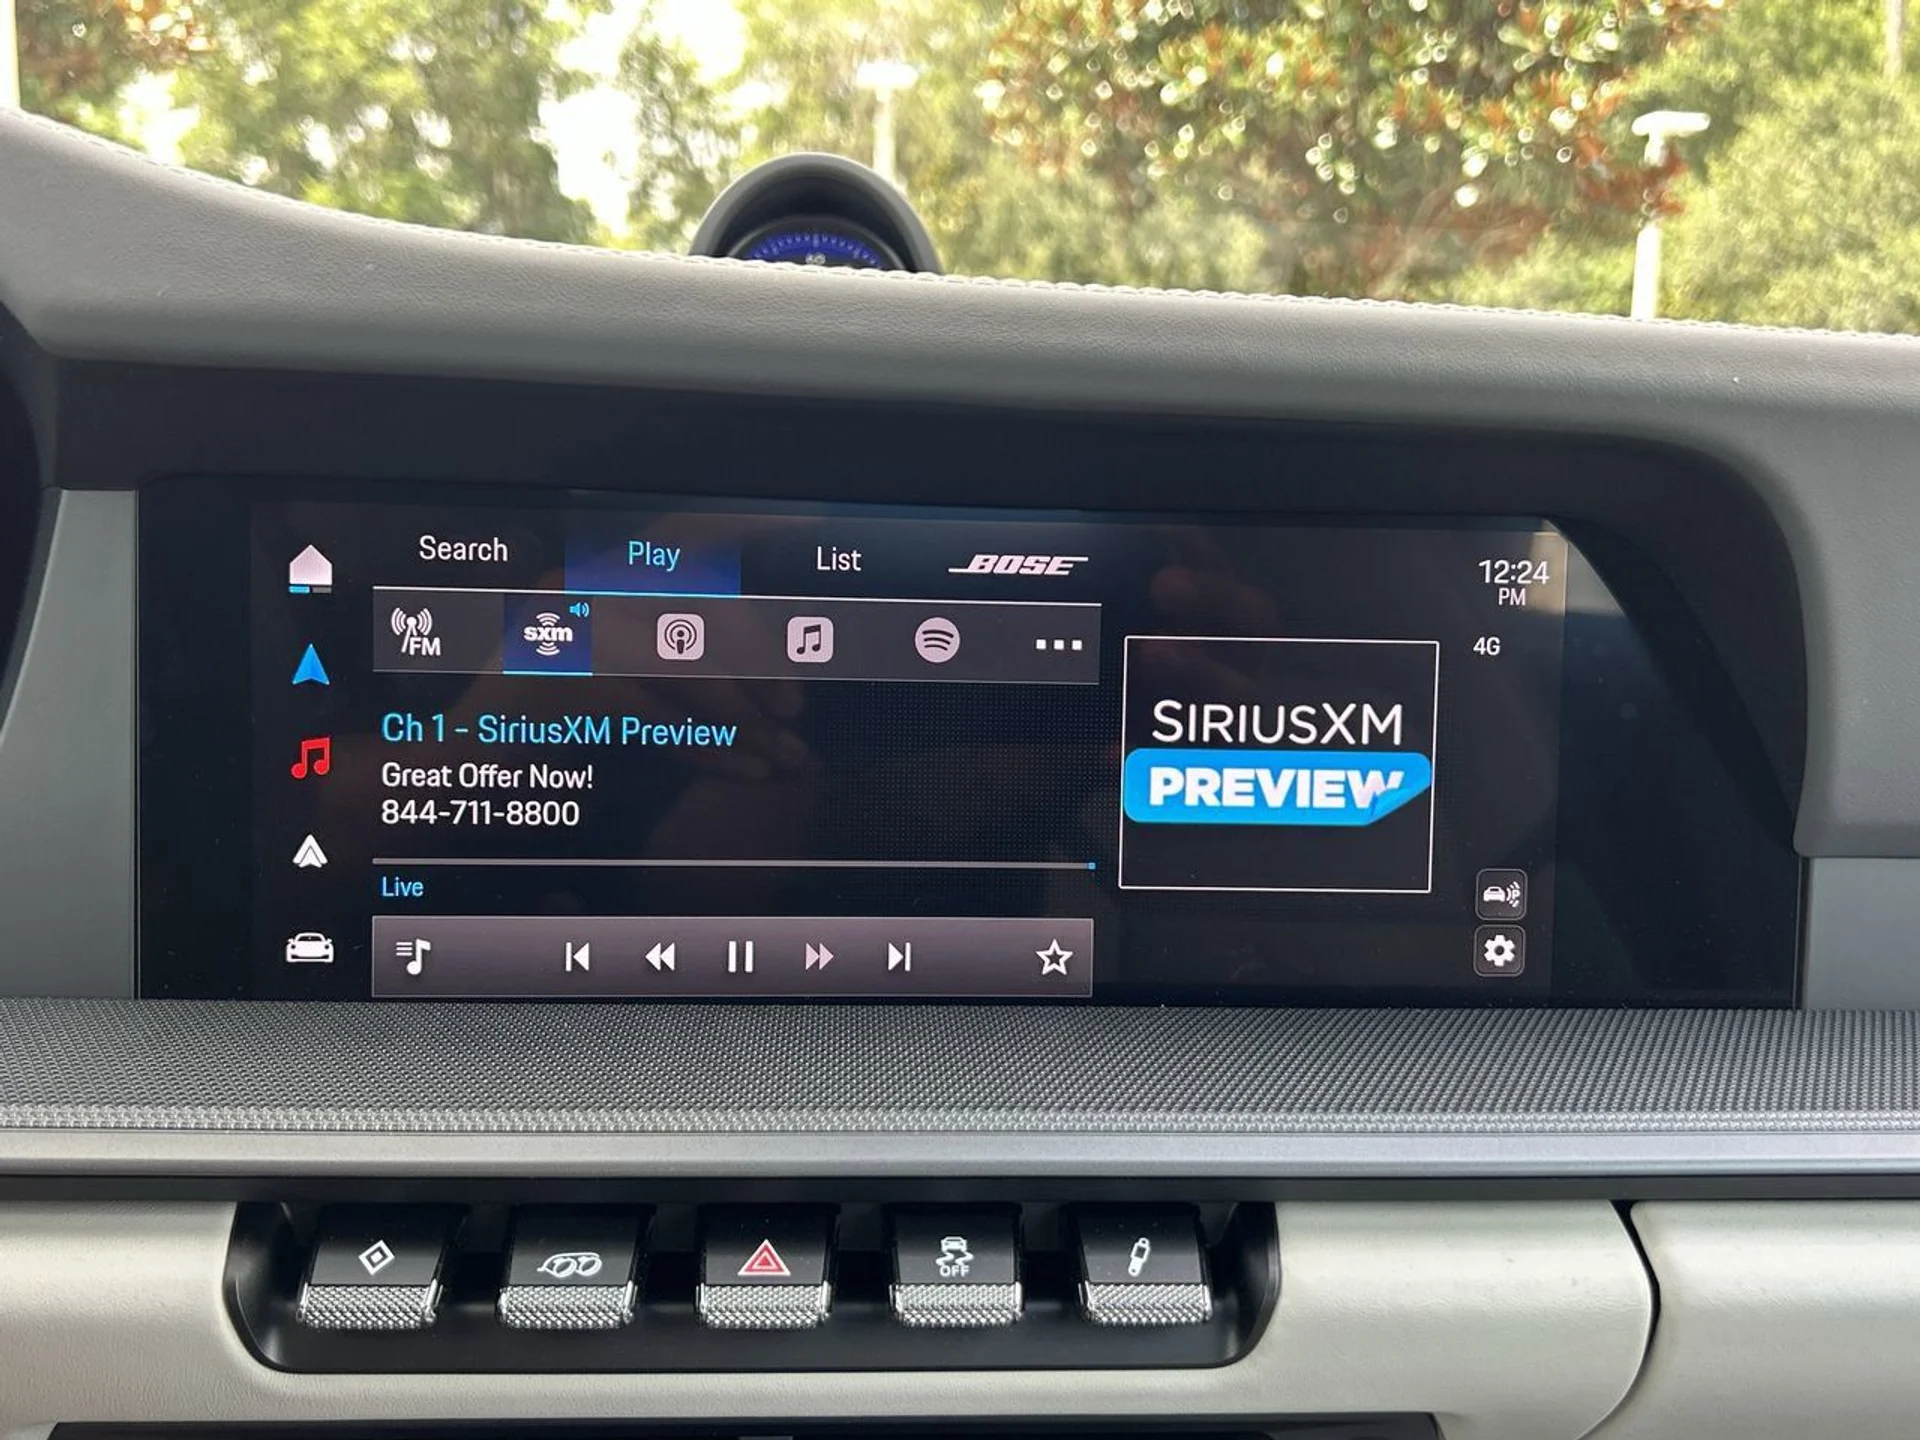 60
Search
Play
List
BOSE
12:24
PM
FM
sxm
4G
Ch 1 - SiriusXM Preview
Great Offer Now!
844-711-8800
SIRIUSXM
PREVIEW
Live
P
OFF